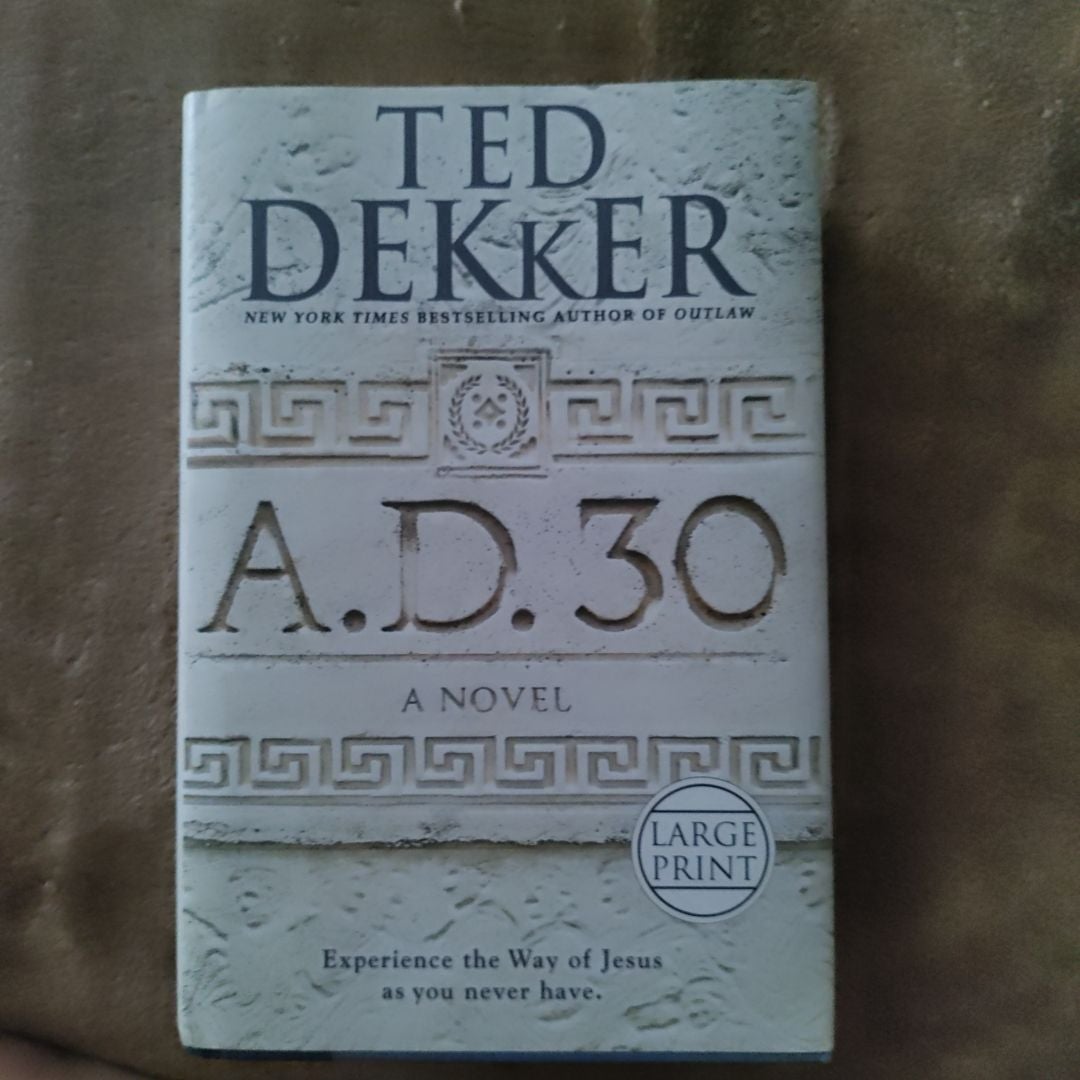 TED
DEKKER
NEW YORK TIMES BESTSELLING AUTHOR OF OUTLAW
A.D. 30
A NOVEL
LARGE
PRINT
Experience the Way of Jesus
as you never have.